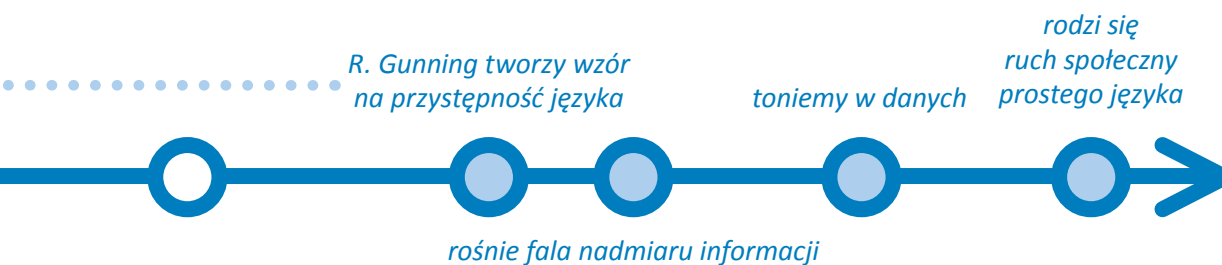 R. Gunning tworzy wzór
na przystępność języka
rośnie fala nadmiaru informacji
toniemy w danych
rodzi się
ruch społeczny
prostego języka